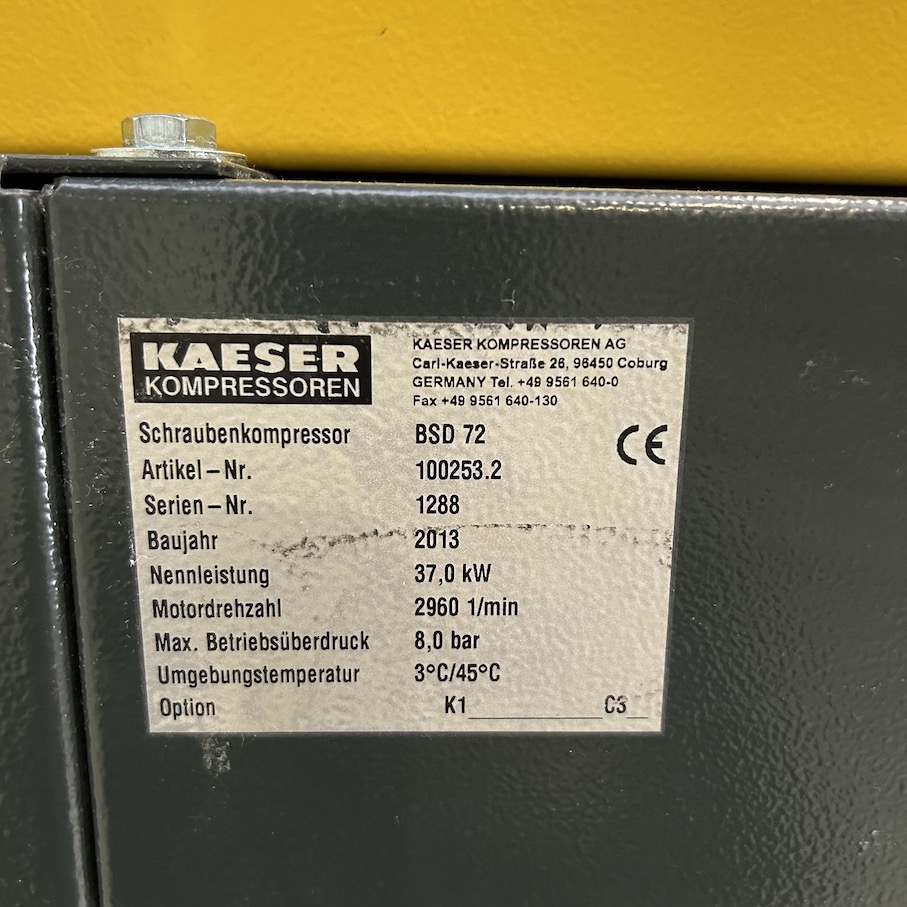 KAESER
KOMPRESSOREN
KAESER KOMPRESSOREN AG
Carl-Kaeser-Straße 26, 96450 Coburg
GERMANY Tel. +49 9561 640-0
Fax +49 9561 640-130
Schraubenkompressor BSD 72
CE
Artikel-Nr. 100253.2
Serien-Nr. 1288
Baujahr 2013
Nennleistung 37,0 kW
Motordrehzahl 2960 1/min
Max. Betriebsüberdruck 8,0 bar
Umgebungstemperatur 3°C/45°C
Option K1__________C3__